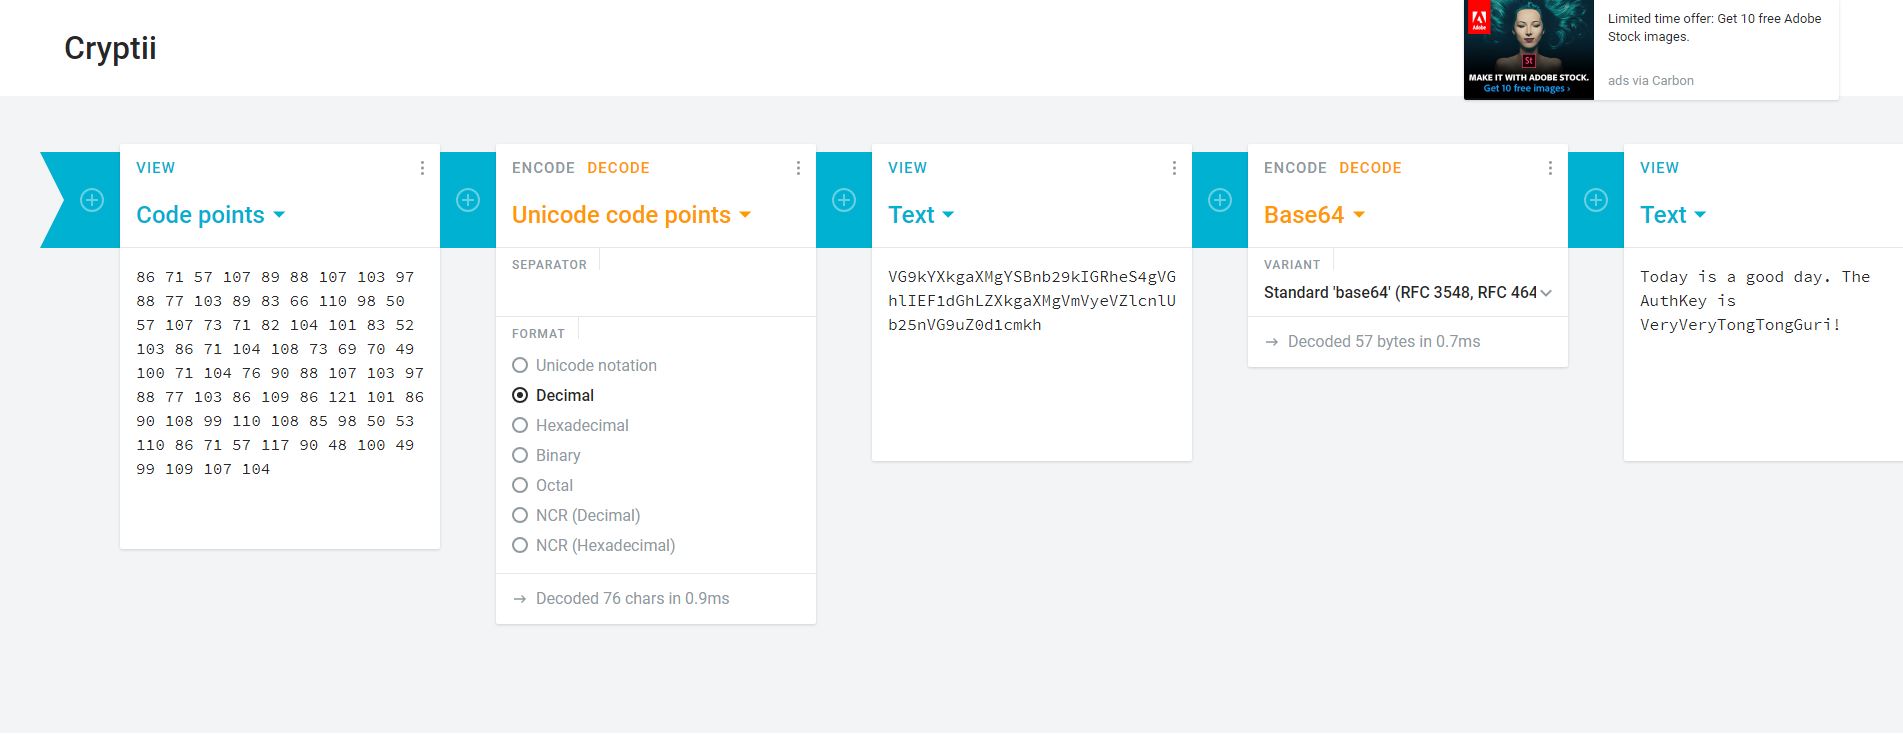 Cryptii
Adobe
St
MAKE IT WITH ADOBE STOCK.
Get 10 free images ›
Limited time offer: Get 10 free Adobe
Stock images.
ads via Carbon
VIEW
Code points
86 71 57 107 89 88 107 103 97
88 77 103 89 83 66 110 98 50
57 107 73 71 82 104 101 83 52
103 86 71 104 108 73 69 70 49
100 71 104 76 90 88 107 103 97
88 77 103 86 109 86 121 101 86
90 108 99 110 108 85 98 50 53
110 86 71 57 117 90 48 100 49
99 109 107 104
ENCODE DECODE
Unicode code points
SEPARATOR
FORMAT
Unicode notation
Decimal
Hexadecimal
Binary
Octal
NCR (Decimal)
NCR (Hexadecimal)
→ Decoded 76 chars in 0.9ms
VIEW
Text
VG9kYXkgaXMgYSBnb29kIGRheS4gVG
hlIEF1dGhLZXkgaXMgVmVyeVZlcnlU
b25nVG9uZ0d1cmkh
ENCODE DECODE
Base64
VARIANT
Standard 'base64' (RFC 3548, RFC 464
→ Decoded 57 bytes in 0.7ms
VIEW
Text
Today is a good day. The
AuthKey is
VeryVeryTongTongGuri!